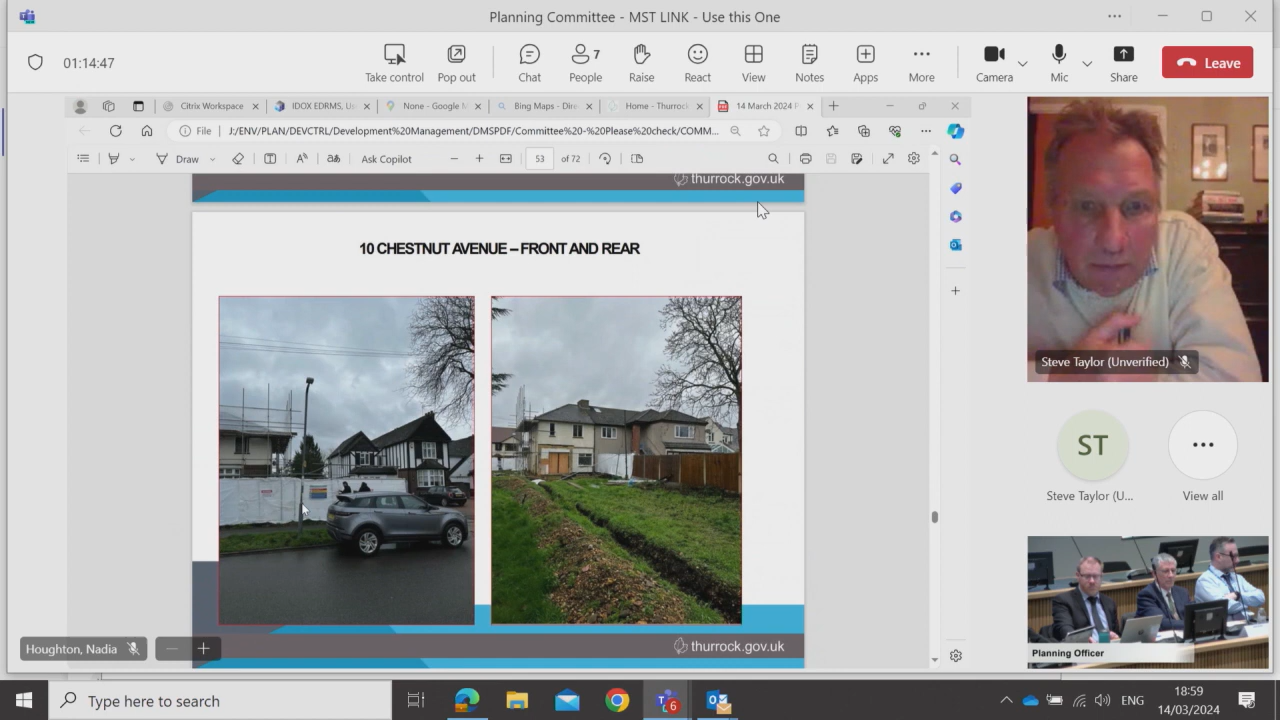 Planning Committee - MST LINK - Use this One
01:14:47
Take control
Pop out
Chat
7
People
Raise
React
View
Notes
Apps
More
Camera
Mic
Share
Leave
Citrix Workspace
IDOX EDRMS, Us
None - Google M
Bing Maps - Dire
Home - Thurrock
14 March 2024 P
File
J:/ENV/PLAN/DEVCTRL/Development%20Management/DMSPDF/Committee%20-%20Please%20check/COMM...
Draw
Ask Copilot
53
of 72
thurrock.gov.uk
10 CHESTNUT AVENUE – FRONT AND REAR
thurrock.gov.uk
Steve Taylor (Unverified)
ST
Steve Taylor (U...
View all
Planning Officer
Houghton, Nadia
Type here to search
6
ENG
18:59
14/03/2024